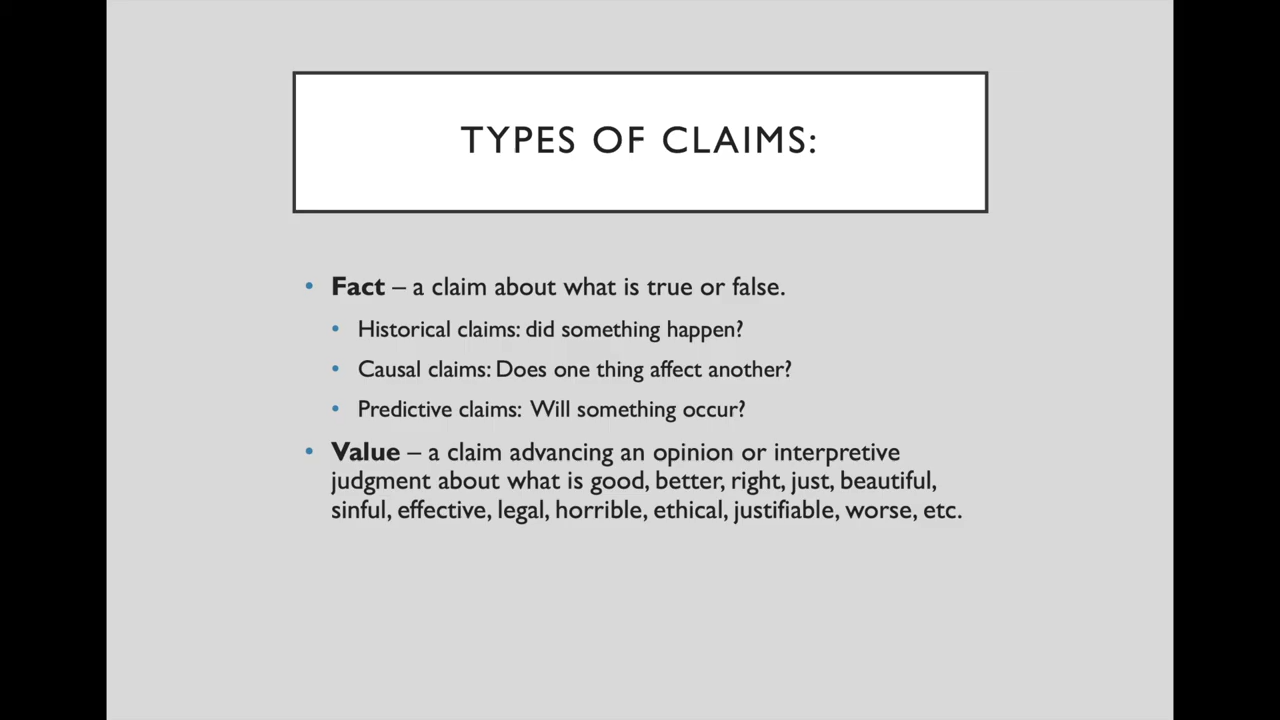 TYPES OF CLAIMS:
• Fact – a claim about what is true or false.
• Historical claims: did something happen?
• Causal claims: Does one thing affect another?
• Predictive claims:  Will something occur?
• Value – a claim advancing an opinion or interpretive
judgment about what is good, better, right, just, beautiful,
sinful, effective, legal, horrible, ethical, justifiable, worse, etc.